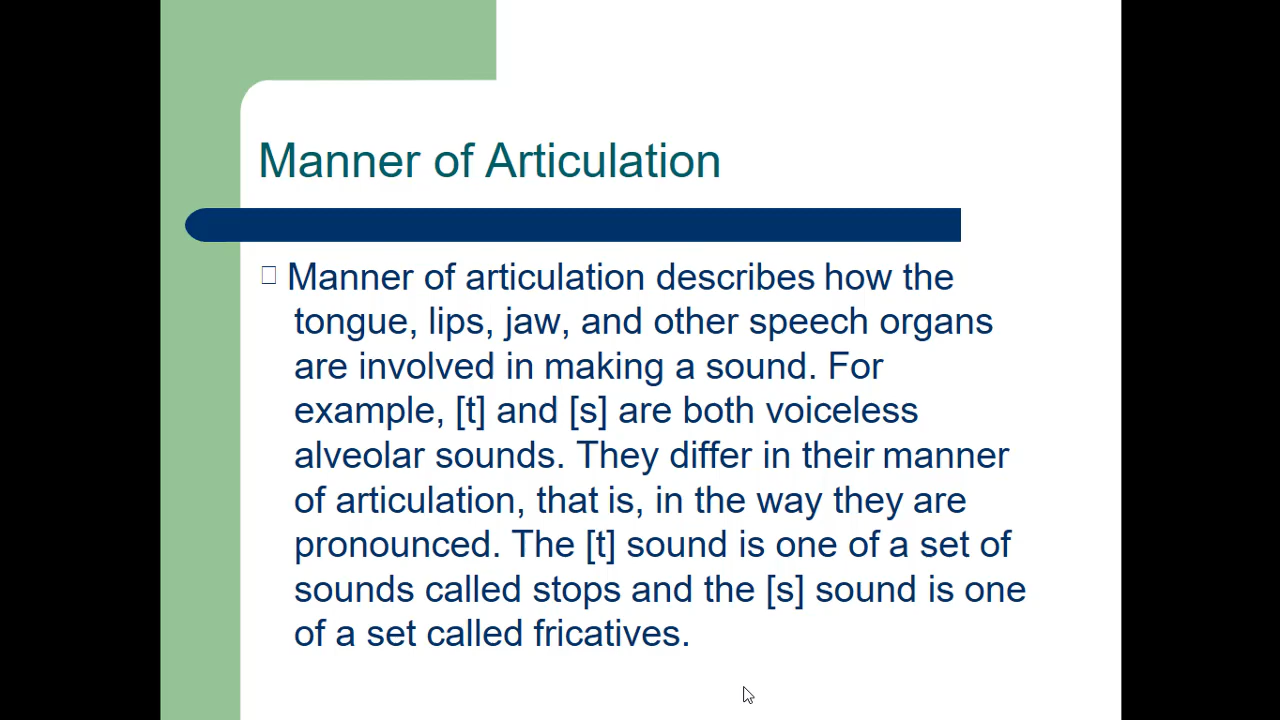 Manner of Articulation
Manner of articulation describes how the
tongue, lips, jaw, and other speech organs
are involved in making a sound. For
example, [t] and [s] are both voiceless
alveolar sounds. They differ in their manner
of articulation, that is, in the way they are
pronounced. The [t] sound is one of a set of
sounds called stops and the [s] sound is one
of a set called fricatives.